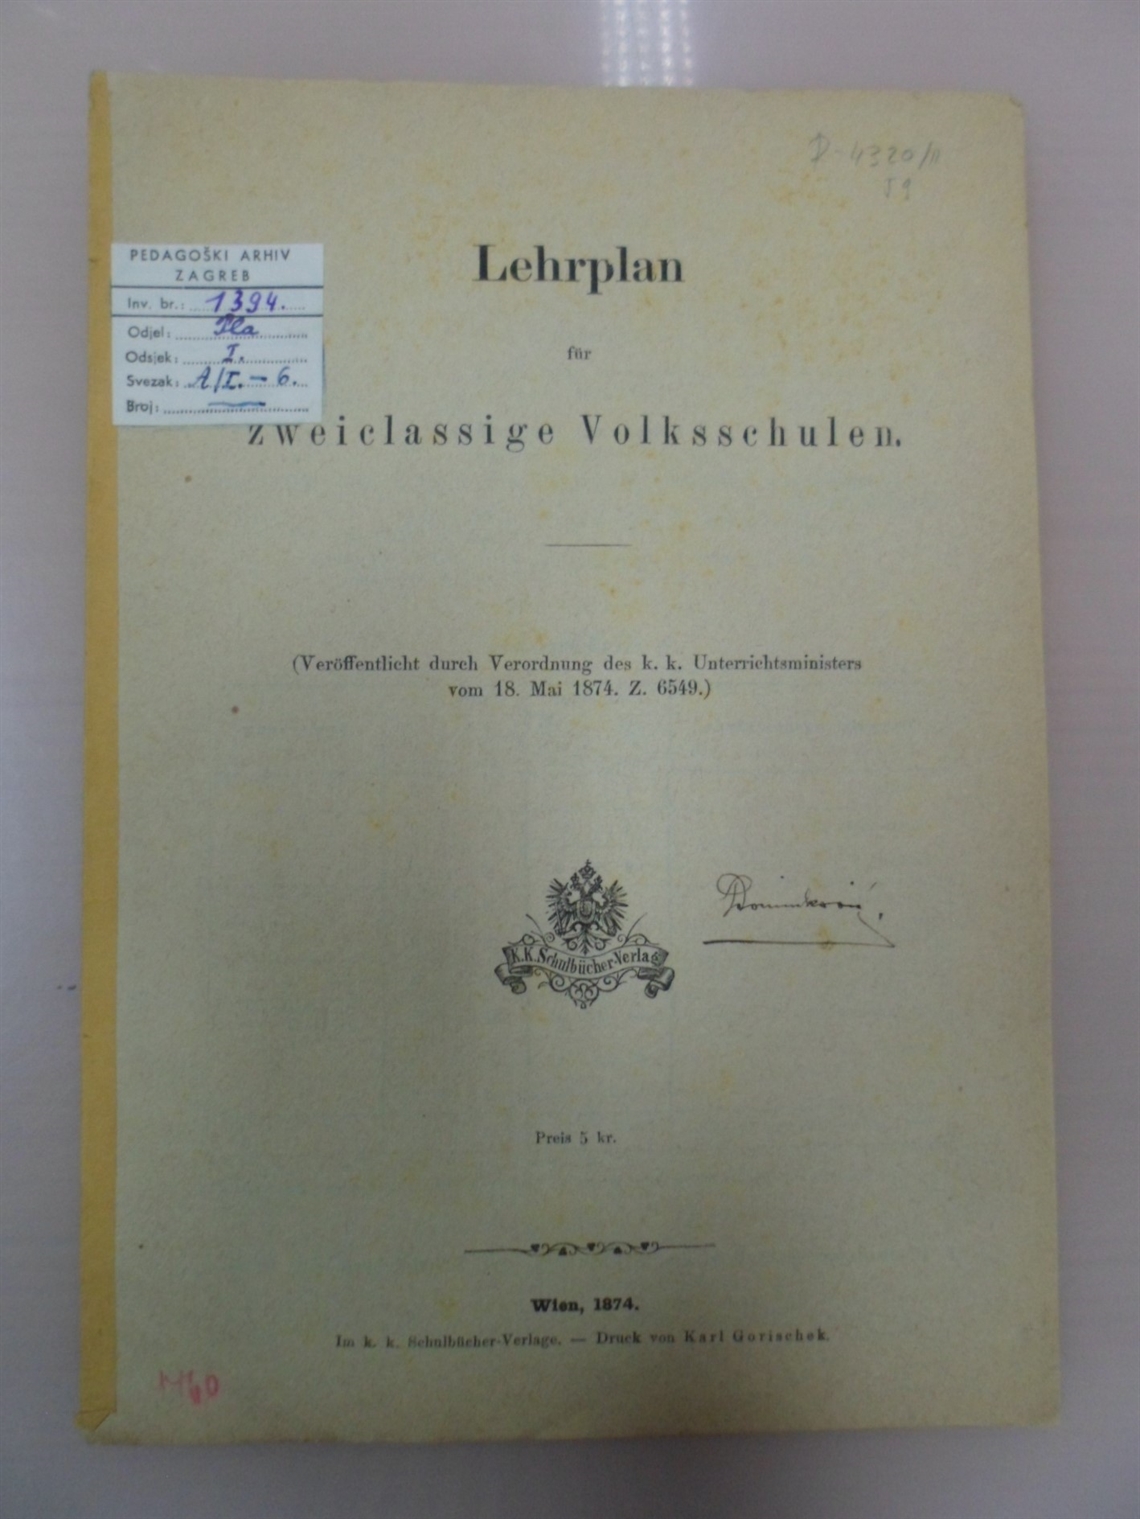 D-4320/II
Lehrplan
für
zweiclassige Volksschulen.
PEDAGOŠKI ARHIV
ZAGREB
Inv. br.: 1394.
Odjel: Pla
Odsjek: I.
Svezak: A/I. – 6.
Broj:
(Veröffentlicht durch Verordnung des k. k. Unterrichtsministers
vom 18. Mai 1874. Z. 6549.)
K.K.Schulbücher-Verlag
Preis 5 kr.
Wien, 1874.
Im k. k. Schulbücher-Verlage. — Druck von Karl Gorischek.